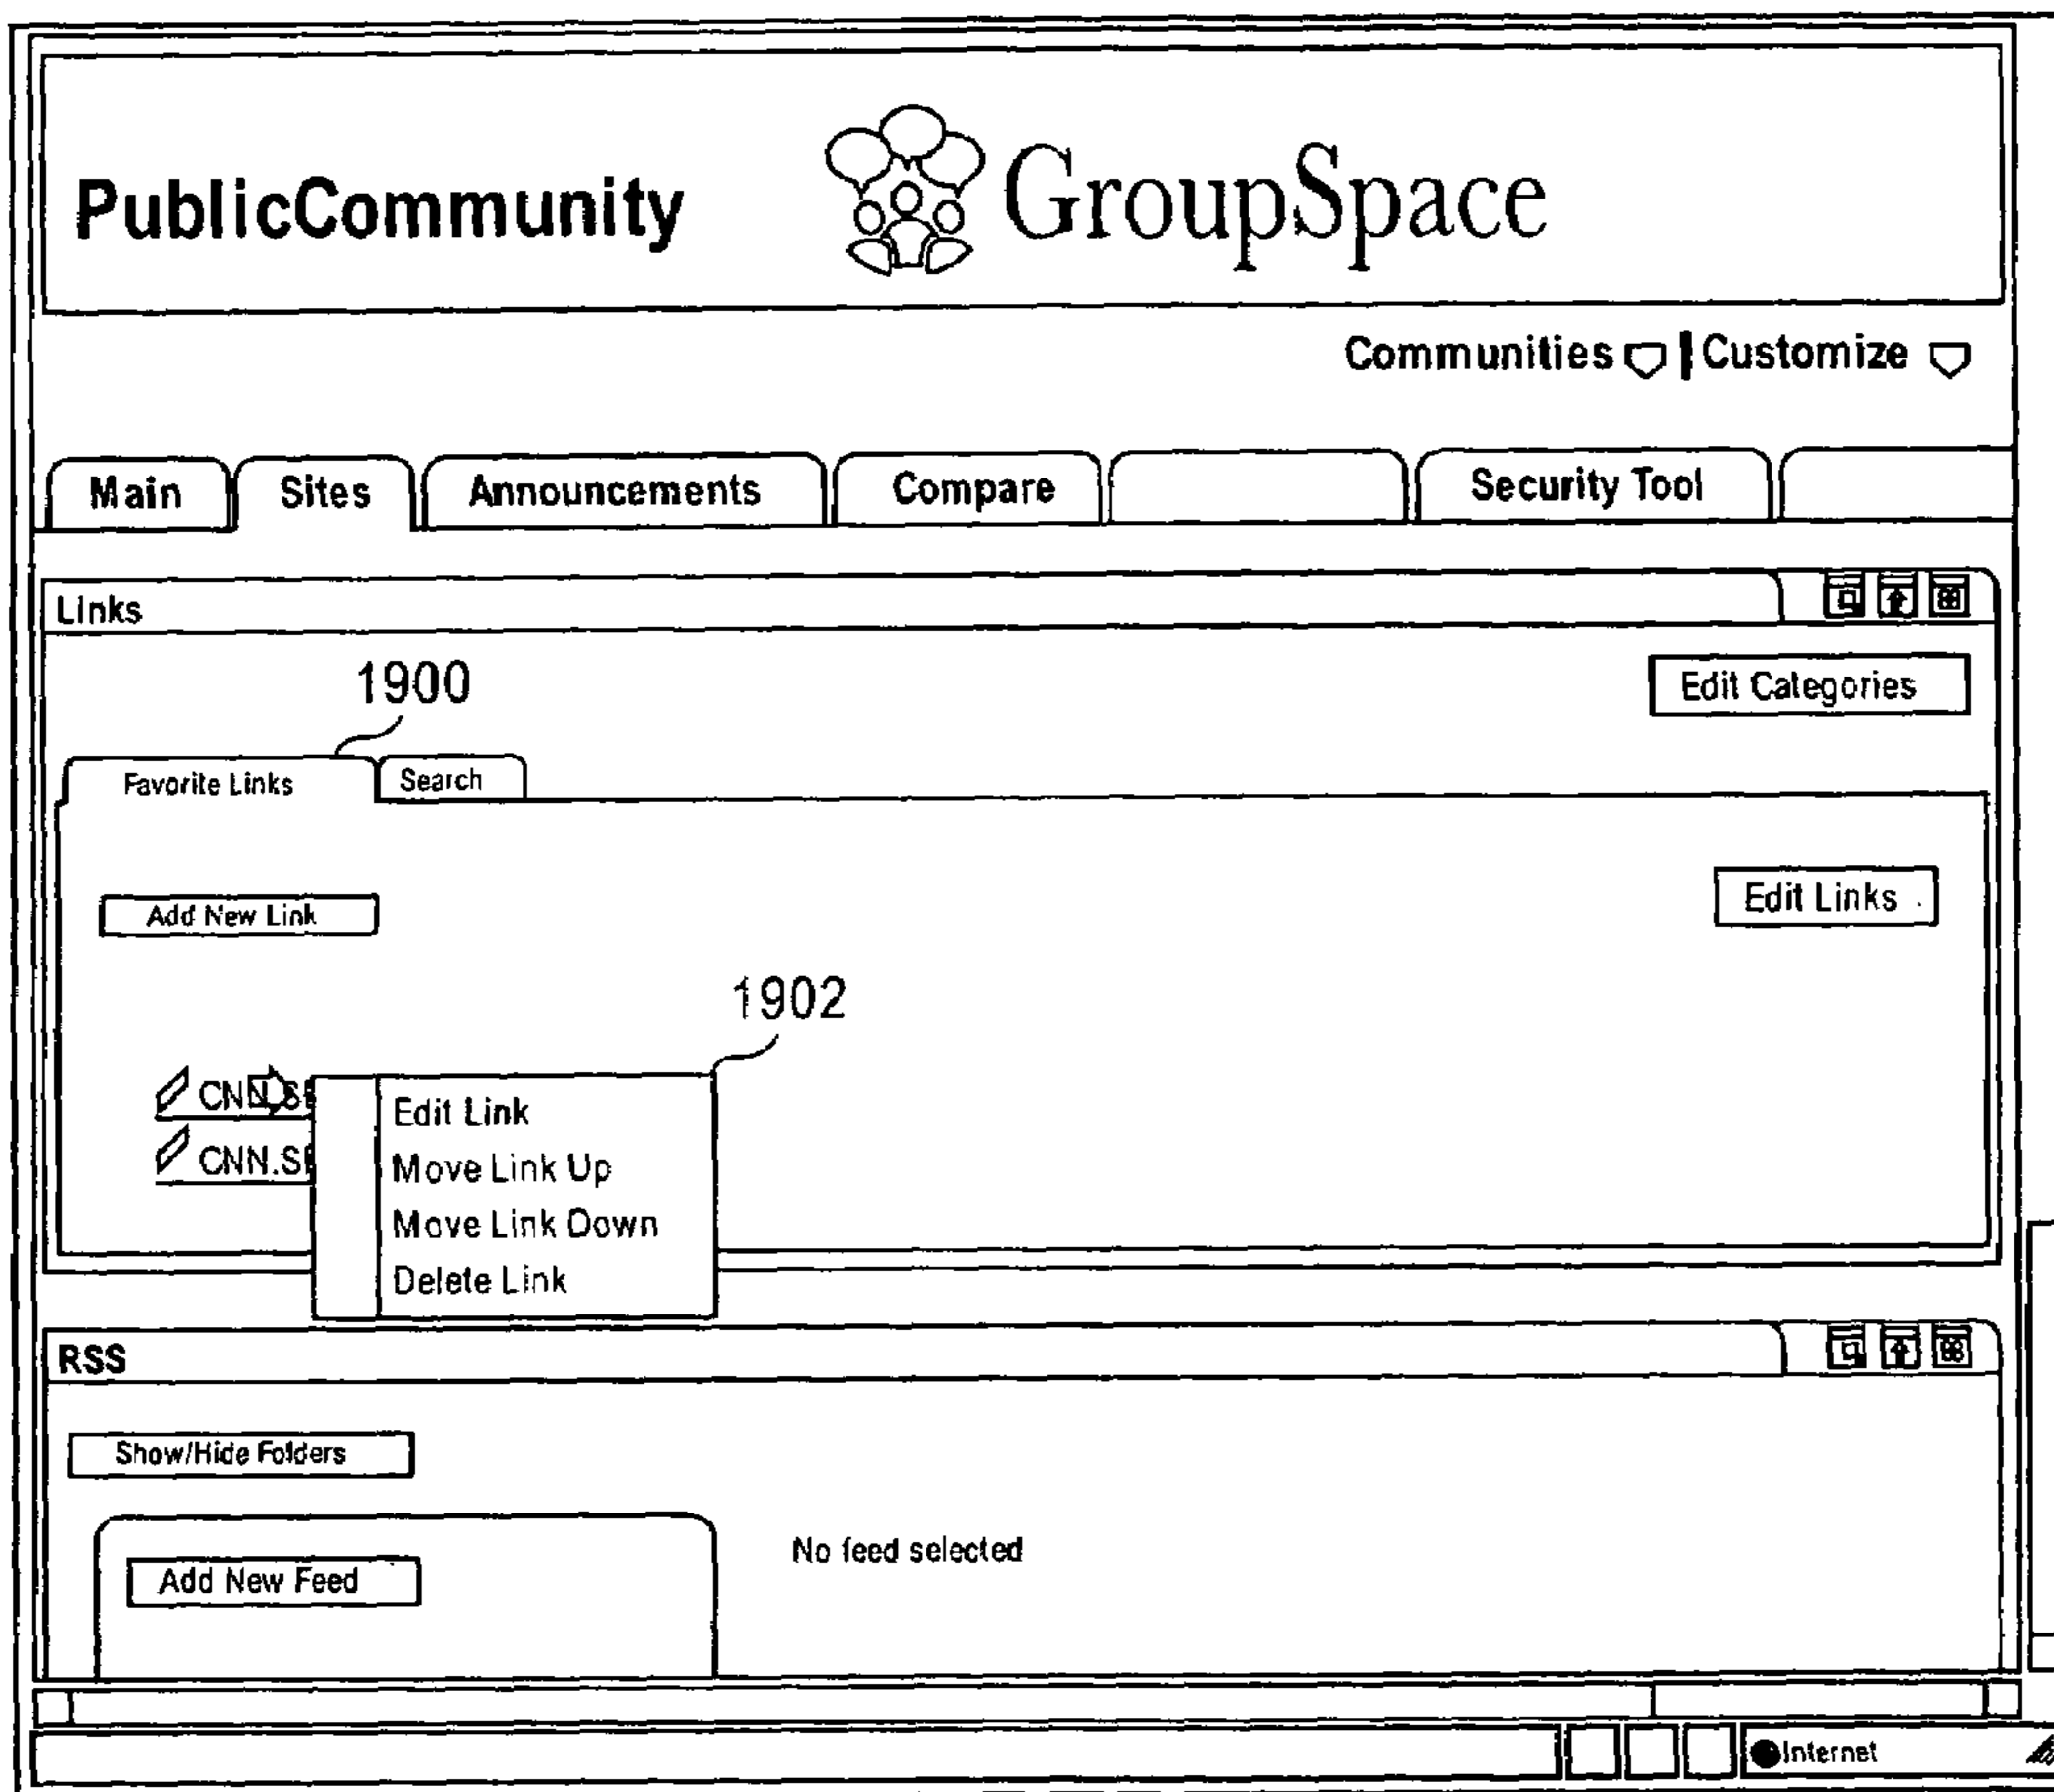 PublicCommunity GroupSpace
Communities | Customize
Main Sites Announcements Compare Security Tool
Links
1900
Edit Categories
Favorite Links Search
Add New Link
Edit Links
1902
CNN.S
Edit Link
CNN.S
Move Link Up
Move Link Down
Delete Link
RSS
Show/Hide Folders
No feed selected
Add New Feed
Internet